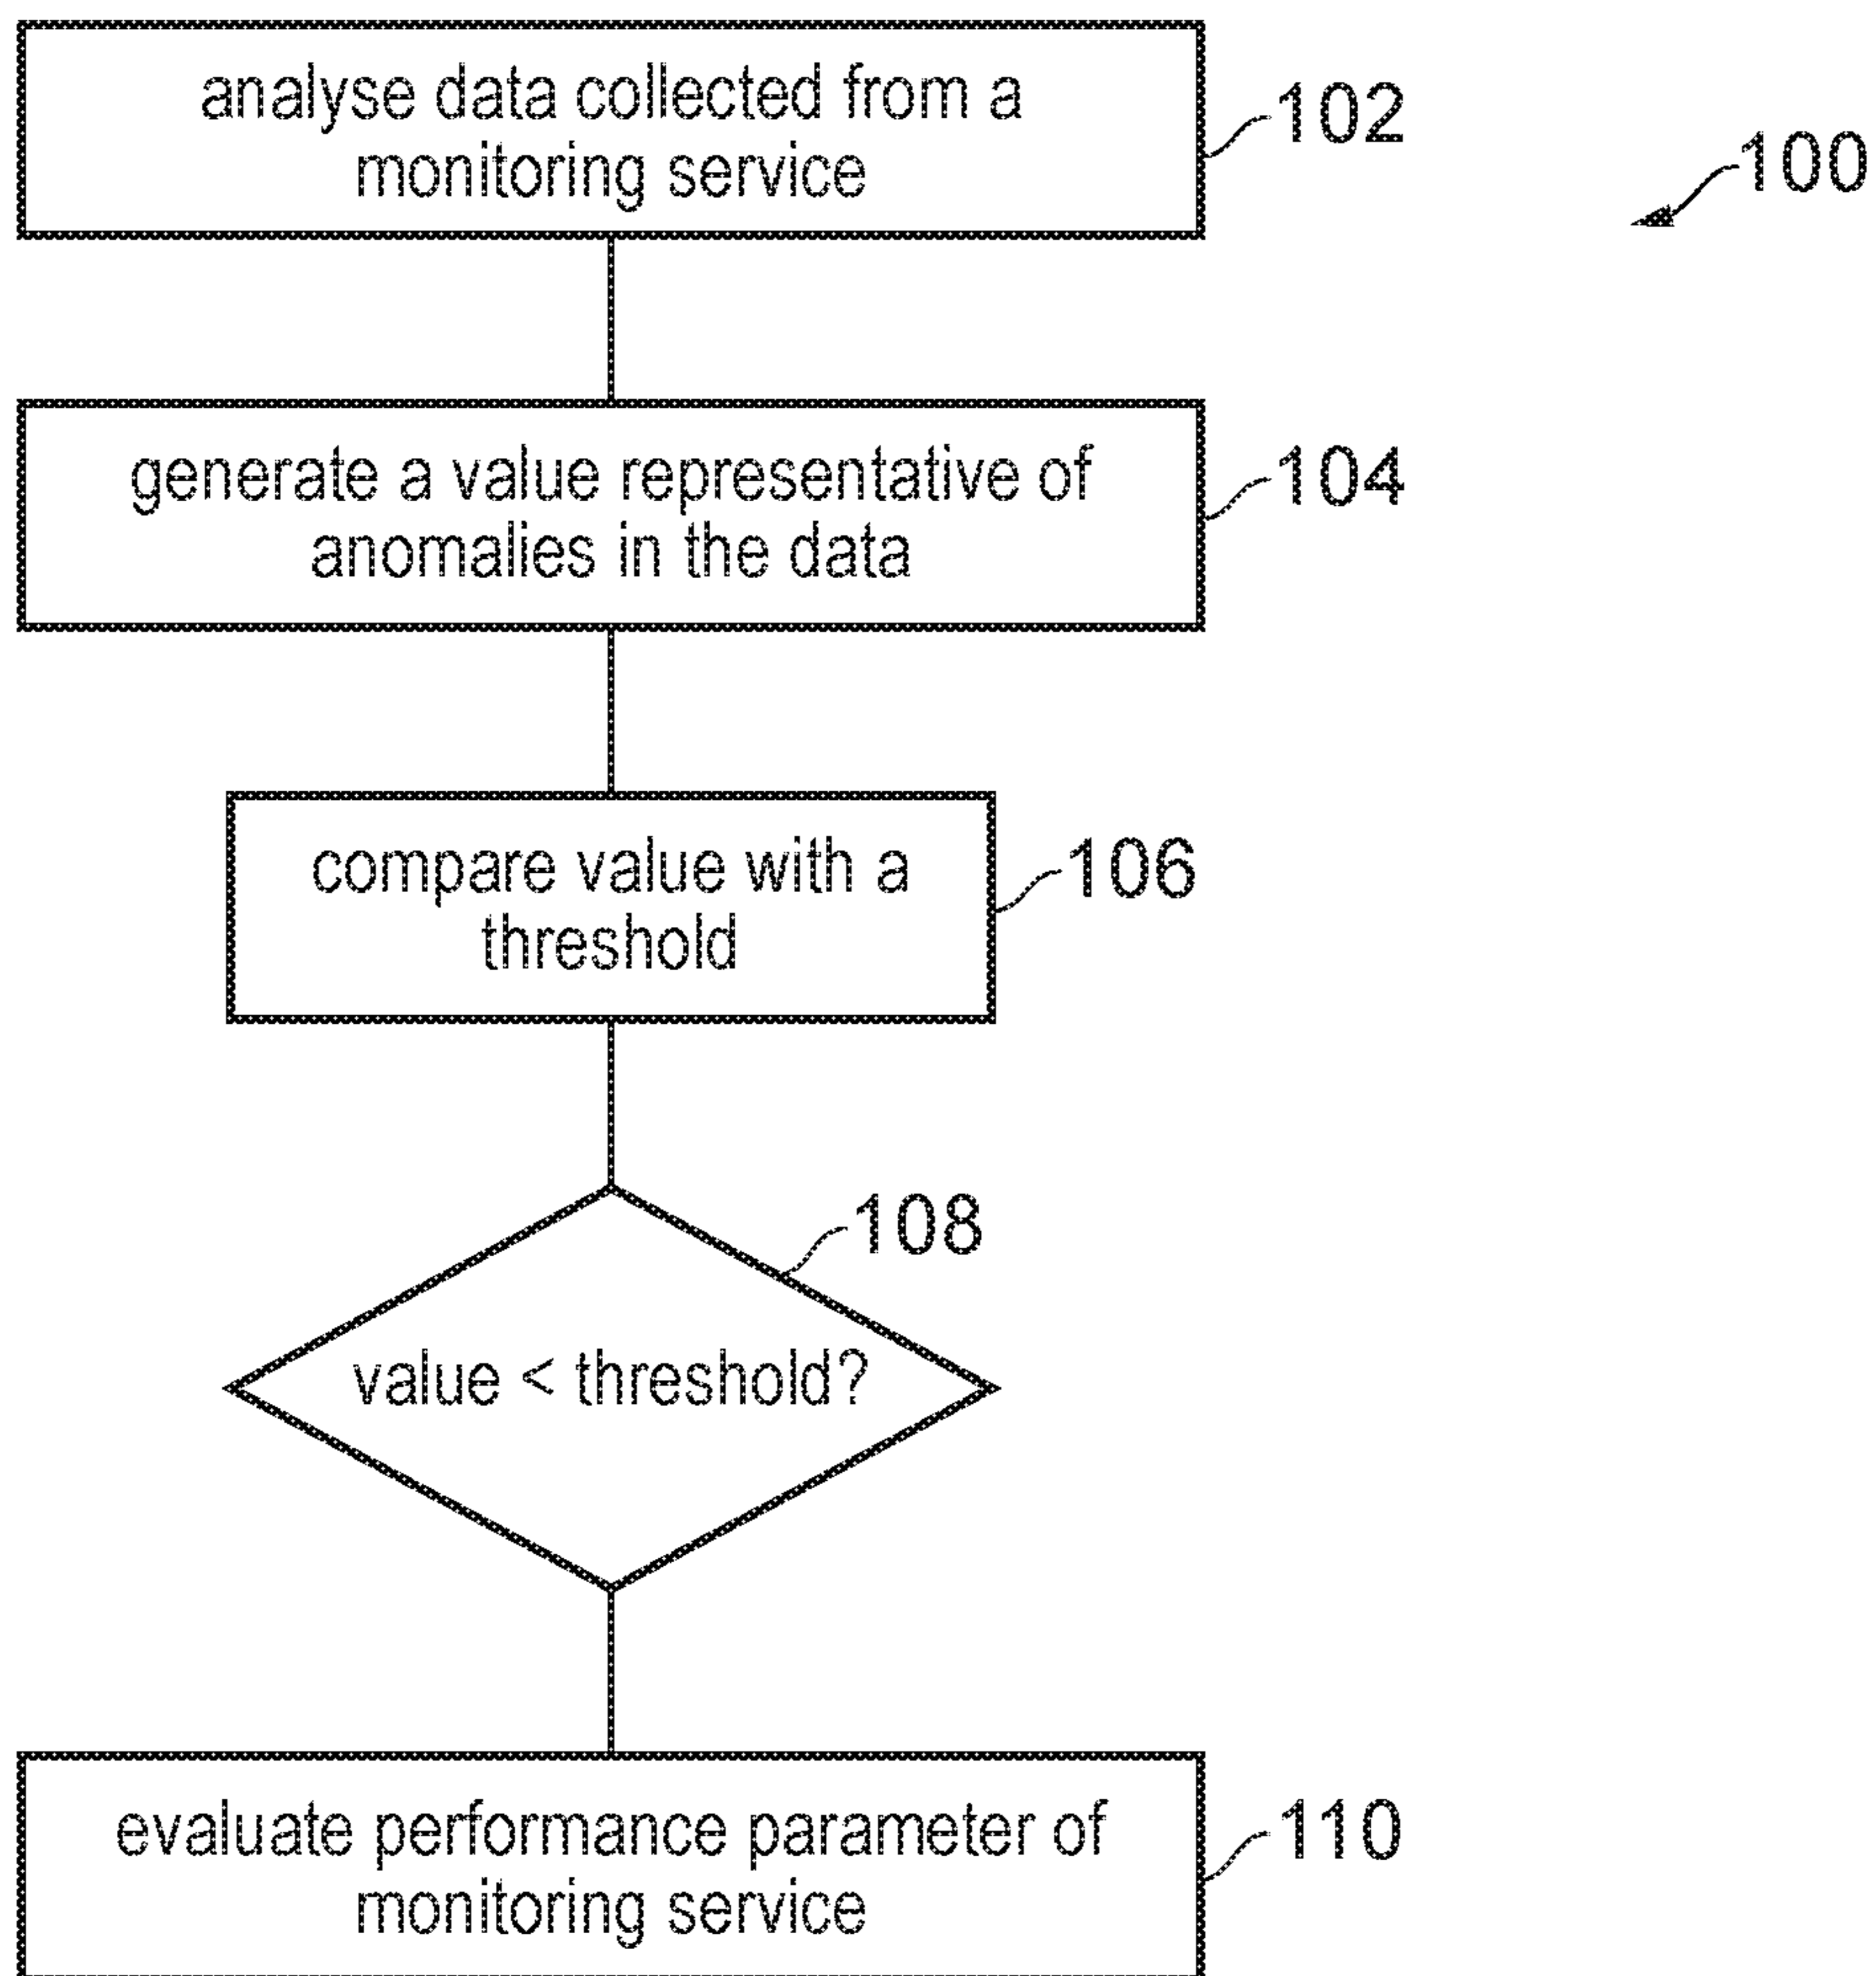 analyse data collected from a
monitoring service
102
100
generate a value representative of
anomalies in the data
104
compare value with a
threshold
106
108
value < threshold?
evaluate performance parameter of
monitoring service
110